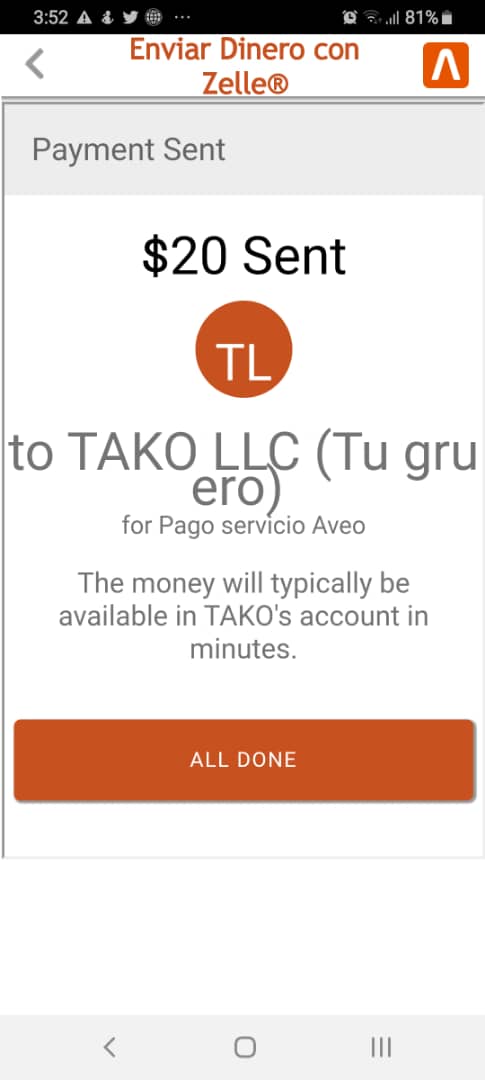 3:52
81%
Enviar Dinero con
Zelle®
Payment Sent
$20 Sent
TL
to TAKO LLC (Tu gru
ero)
for Pago servicio Aveo
The money will typically be
available in TAKO's account in
minutes.
ALL DONE